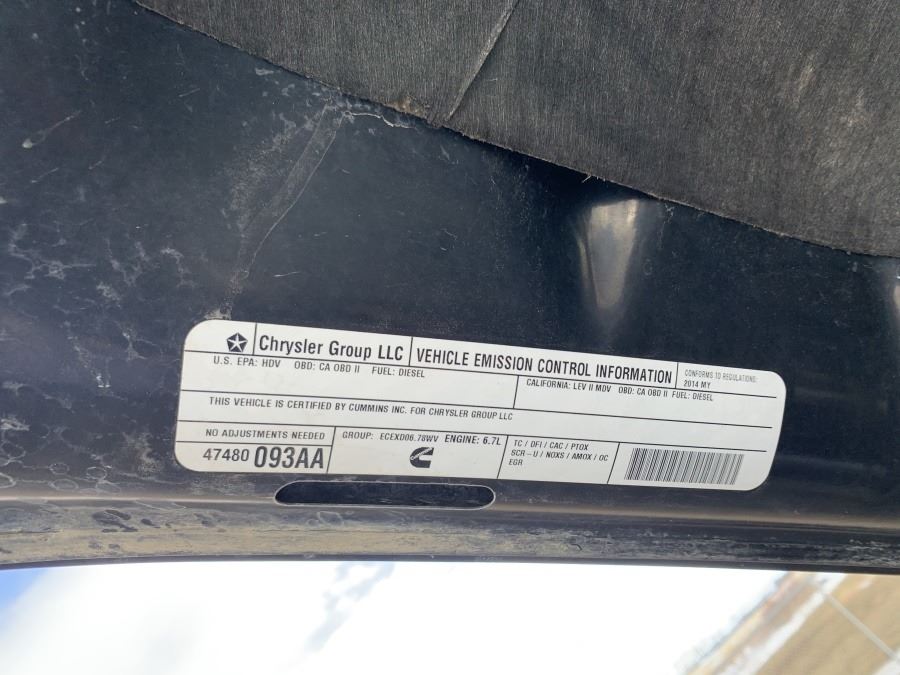 Chrysler Group LLC
VEHICLE EMISSION CONTROL INFORMATION
CONFORMS TO REGULATIONS:
2014 MY
U.S. EPA: HDV OBD: CA OBD II FUEL: DIESEL
CALIFORNIA: LEV II MDV OBD: CA OBD II FUEL: DIESEL
THIS VEHICLE IS CERTIFIED BY CUMMINS INC. FOR CHRYSLER GROUP LLC
NO ADJUSTMENTS NEEDED
47480 093AA
GROUP: ECEXD06.78WV ENGINE: 6.7L
TC / DFI / CAC / PTOX
SCR-U / NOXS / AMOX / OC
EGR